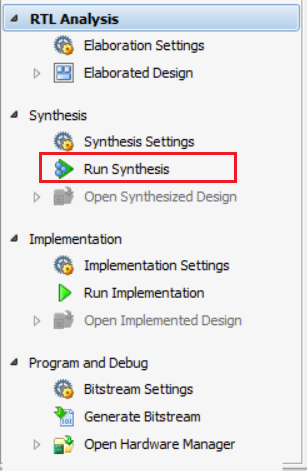 RTL Analysis
Elaboration Settings
Elaborated Design
Synthesis
Synthesis Settings
Run Synthesis
Open Synthesized Design
Implementation
Implementation Settings
Run Implementation
Open Implemented Design
Program and Debug
Bitstream Settings
Generate Bitstream
Open Hardware Manager